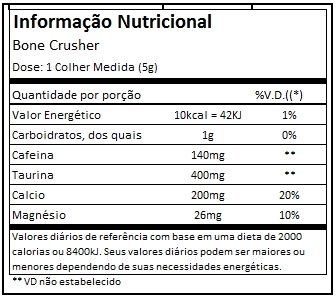 Informação Nutricional
Bone Crusher
Dose: 1 Colher Medida (5g)
Quantidade por porção %V.D.((*)
Valor Energético 10kcal = 42KJ 1%
Carboidratos, dos quais 1g 0%
Cafeina 140mg **
Taurina 400mg **
Calcio 200mg 20%
Magnésio 26mg 10%
Valores diários de referência com base em uma dieta de 2000
calorias ou 8400kJ. Seus valores diários podem ser maiores ou
menores dependendo de suas necessidades energéticas.
** VD não estabelecido